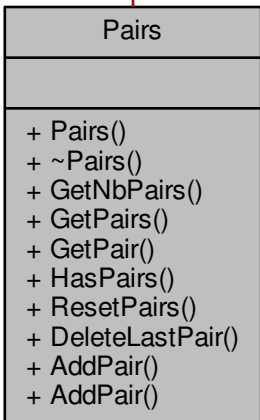 Pairs
+ Pairs()
+ ~Pairs()
+ GetNbPairs()
+ GetPairs()
+ GetPair()
+ HasPairs()
+ ResetPairs()
+ DeleteLastPair()
+ AddPair()
+ AddPair()